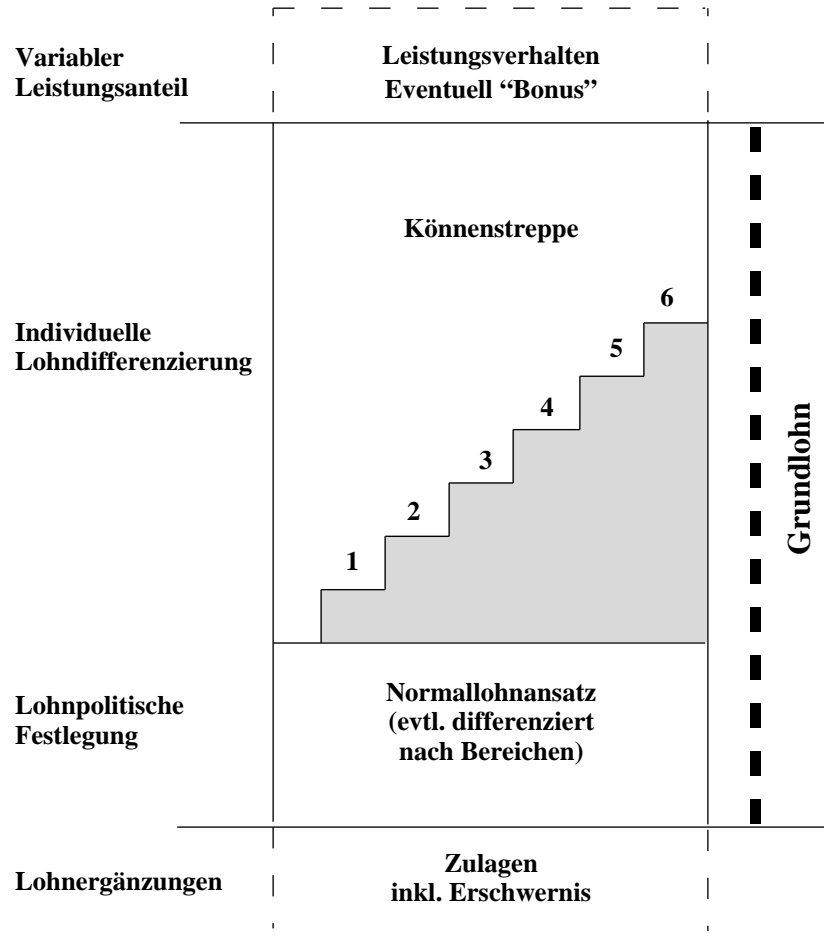 Variabler
Leistungsanteil
Leistungsverhalten
Eventuell “Bonus”
Könnenstreppe
Individuelle
Lohndifferenzierung
6
5
4
3
2
1
Grundlohn
Lohnpolitische
Festlegung
Normallohnansatz
(evtl. differenziert
nach Bereichen)
Lohnergänzungen
Zulagen
inkl. Erschwernis